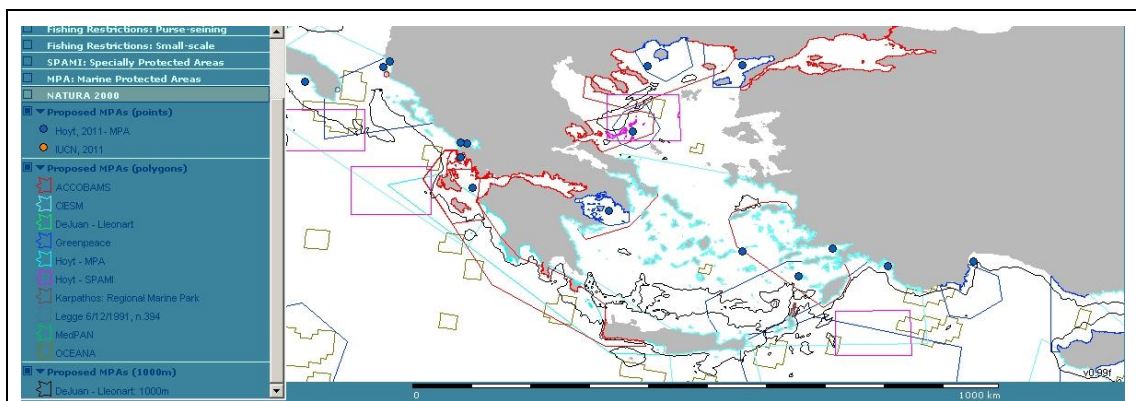 Fishing Restrictions: Purse-seining
Fishing Restrictions: Small-scale
SPAMI: Specially Protected Areas
MPA: Marine Protected Areas
NATURA 2000
Proposed MPAs (points)
Hoyt, 2011 - MPA
IUCN, 2011
Proposed MPAs (polygons)
ACCOBAMS
CIESM
DeJuan - Lleonart
Greenpeace
Hoyt - MPA
Hoyt - SPAMI
Karpathos: Regional Marine Park
Legge 6/12/1991, n.394
MedPAN
OCEANA
Proposed MPAs (1000m)
DeJuan - Lleonart: 1000m
v0.99f
0
1000 km